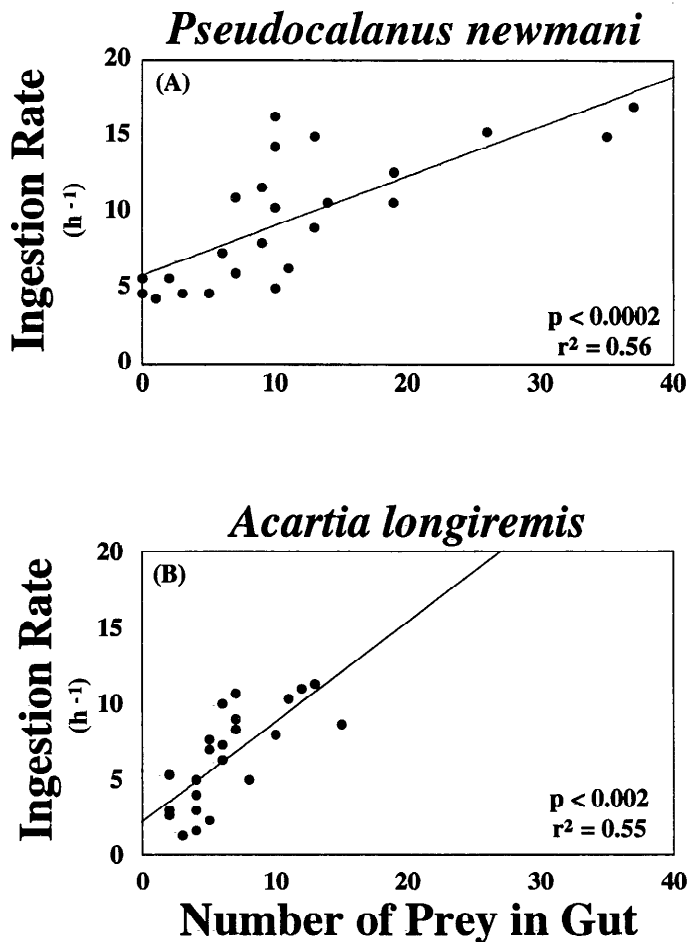 Pseudocalanus newmani
20
(A)
15
Ingestion Rate
(h -1)
10
5
p < 0.0002
r² = 0.56
0
0 10 20 30 40
Acartia longiremis
20
(B)
15
Ingestion Rate
(h -1)
10
5
p < 0.002
r² = 0.55
0
0 10 20 30 40
Number of Prey in Gut